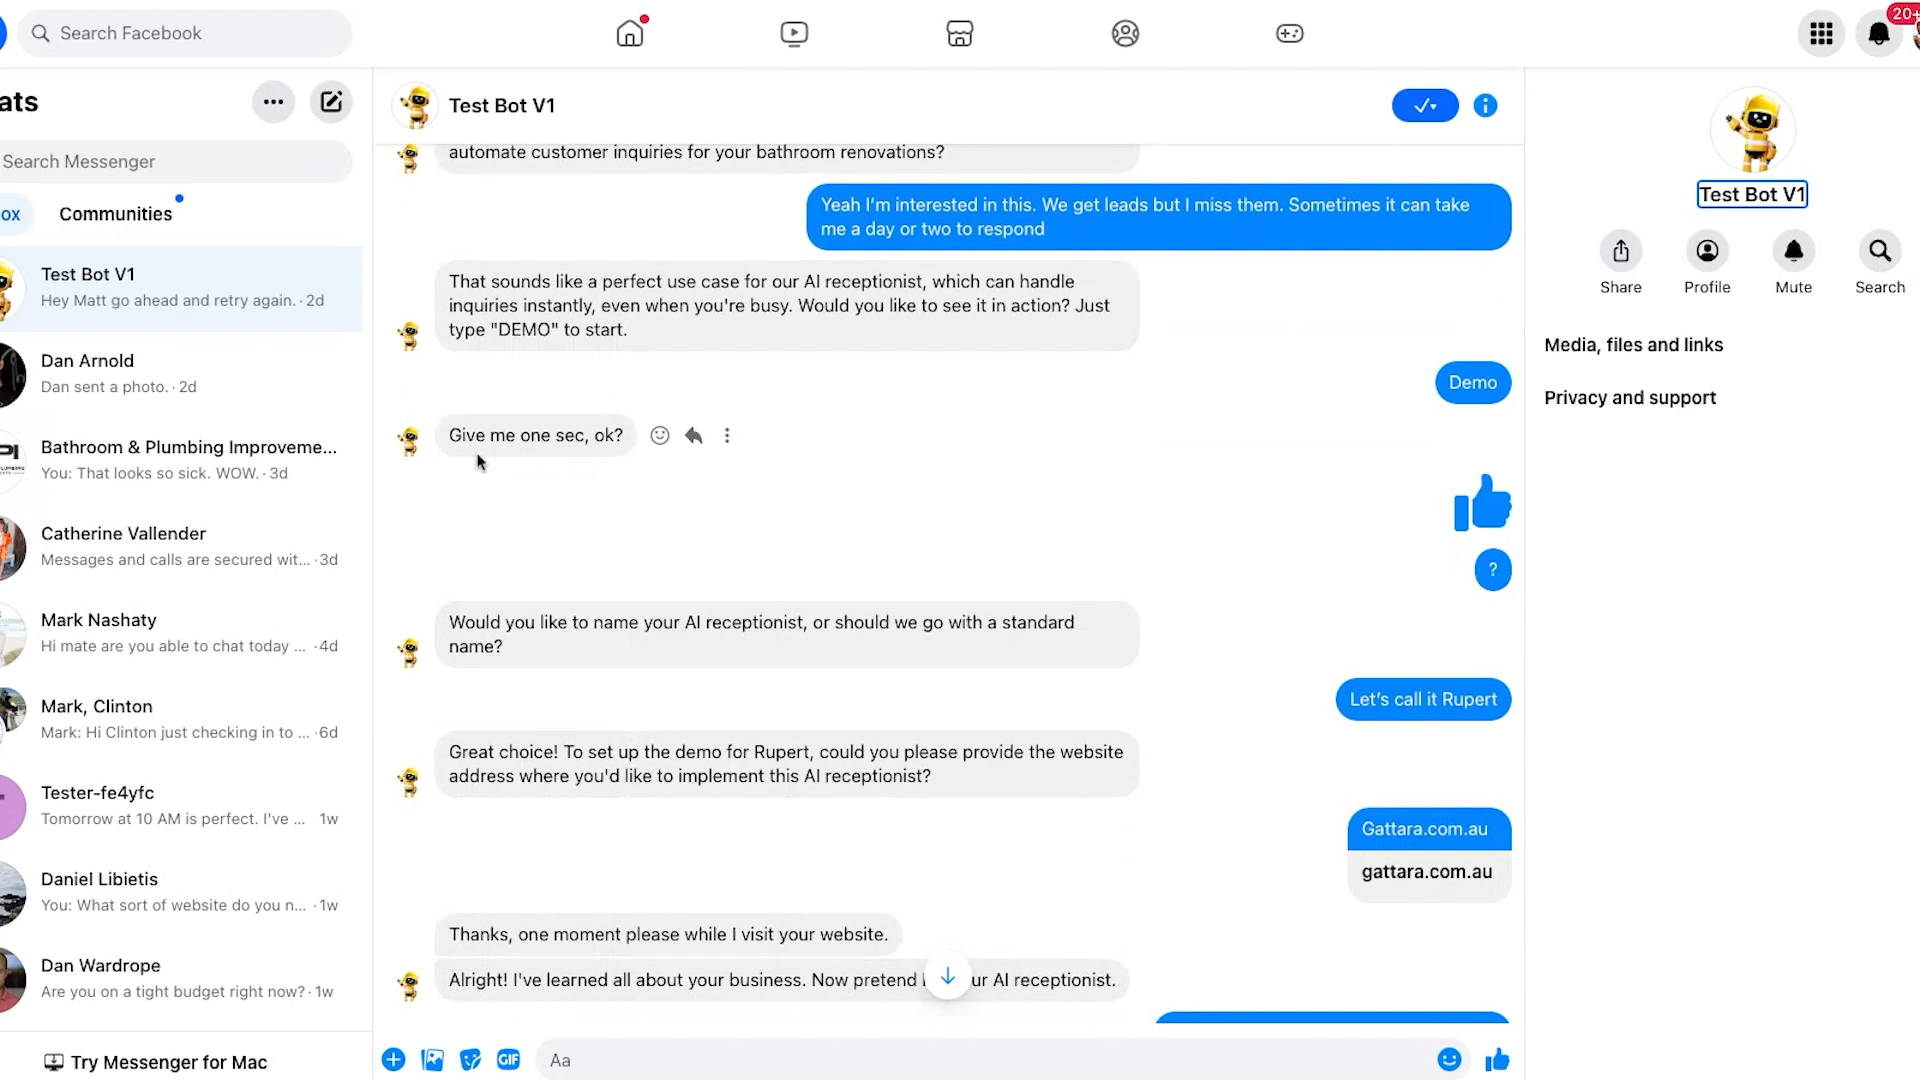 Search Facebook
20+
ats
Search Messenger
ox
Communities
Test Bot V1
Hey Matt go ahead and retry again. · 2d
Dan Arnold
Dan sent a photo. · 2d
Bathroom & Plumbing Improveme...
You: That looks so sick. WOW. · 3d
Catherine Vallender
Messages and calls are secured wit... · 3d
Mark Nashaty
Hi mate are you able to chat today ... · 4d
Mark, Clinton
Mark: Hi Clinton just checking in to ... · 6d
Tester-fe4yfc
Tomorrow at 10 AM is perfect. I've ... 1w
Daniel Libietis
You: What sort of website do you n... · 1w
Dan Wardrope
Are you on a tight budget right now? · 1w
Try Messenger for Mac
Test Bot V1
automate customer inquiries for your bathroom renovations?
Yeah I'm interested in this. We get leads but I miss them. Sometimes it can take
me a day or two to respond
That sounds like a perfect use case for our AI receptionist, which can handle
inquiries instantly, even when you're busy. Would you like to see it in action? Just
type "DEMO" to start.
Demo
Give me one sec, ok?
?
Would you like to name your AI receptionist, or should we go with a standard
name?
Let's call it Rupert
Great choice! To set up the demo for Rupert, could you please provide the website
address where you'd like to implement this AI receptionist?
Gattara.com.au
gattara.com.au
Thanks, one moment please while I visit your website.
Alright! I've learned all about your business. Now pretend ur AI receptionist.
GIF
Aa
Test Bot V1
Share
Profile
Mute
Search
Media, files and links
Privacy and support